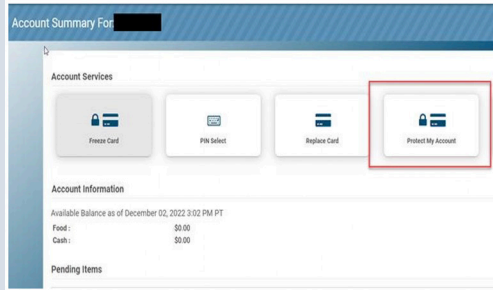 Account Summary For:
Account Services
Freeze Card
PIN Select
Replace Card
Protect My Account
Account Information
Available Balance as of December 02, 2022 3:02 PM PT
Food : $0.00
Cash : $0.00
Pending Items